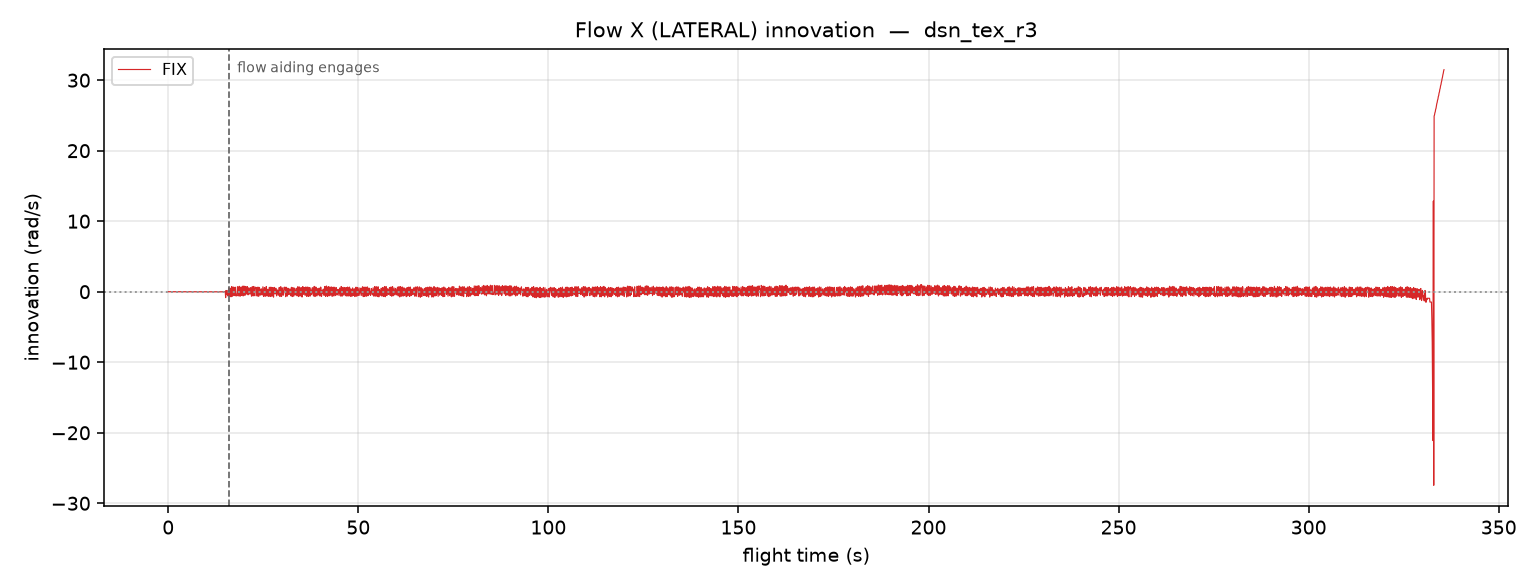 Flow X (LATERAL) innovation — dsn_tex_r3
FIX
flow aiding engages
innovation (rad/s)
30
20
10
0
−10
−20
−30
0 50 100 150 200 250 300 350
flight time (s)